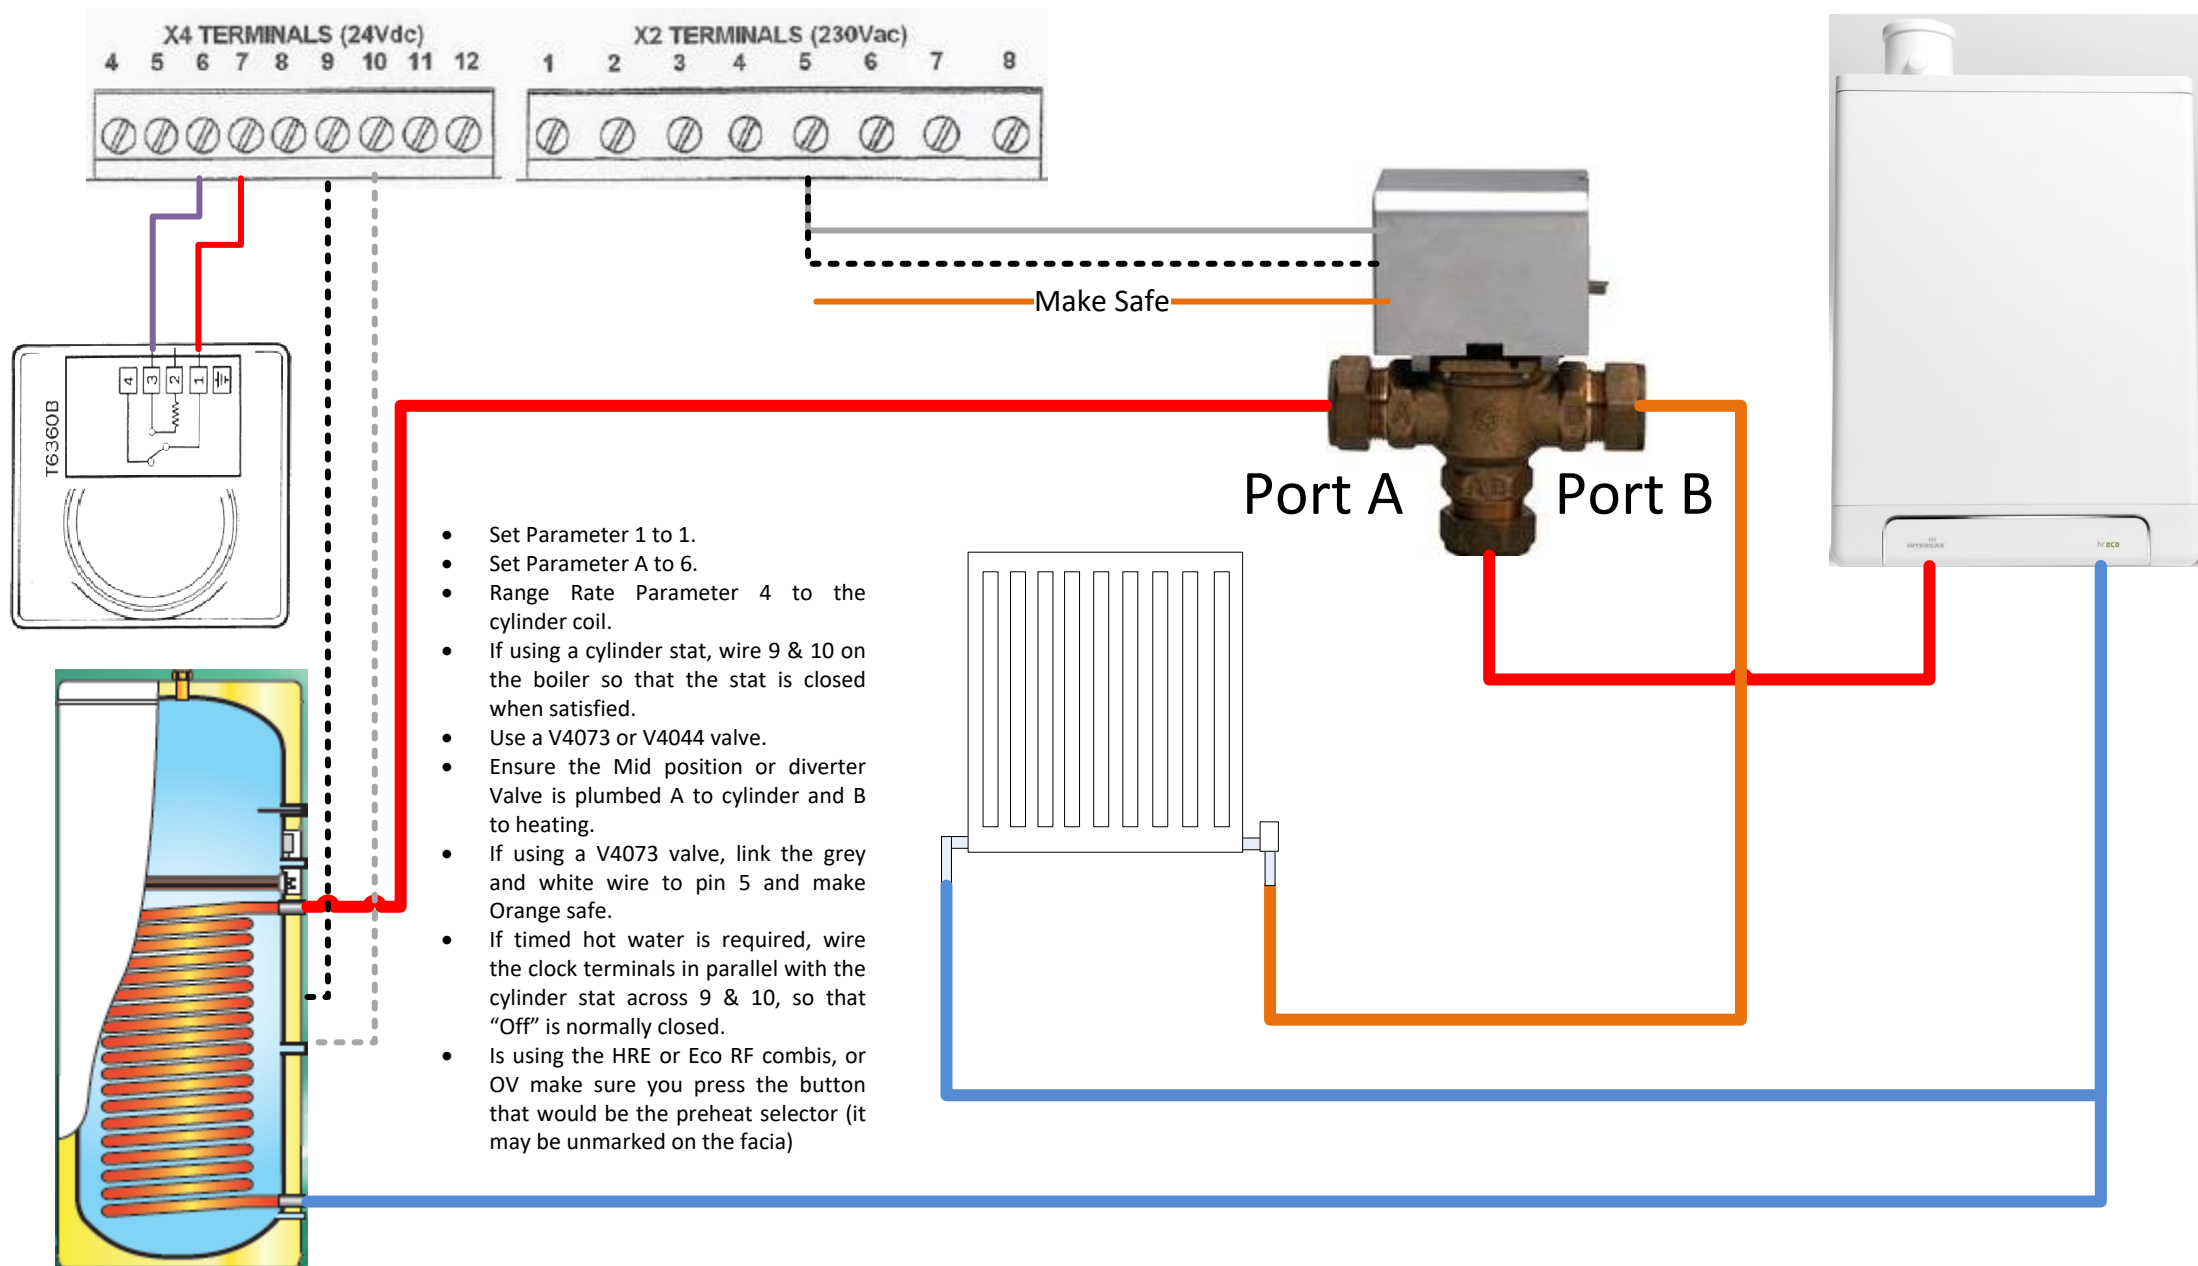 X4 TERMINALS (24Vdc)
4 5 6 7 8 9 10 11 12
X2 TERMINALS (230Vac)
1 2 3 4 5 6 7 8
Make Safe
T6360B
4 3 2 1
Port A
Port B
AB
INTERGAS
hr eco
• Set Parameter 1 to 1.
• Set Parameter A to 6.
• Range Rate Parameter 4 to the
cylinder coil.
• If using a cylinder stat, wire 9 & 10 on
the boiler so that the stat is closed
when satisfied.
• Use a V4073 or V4044 valve.
• Ensure the Mid position or diverter
Valve is plumbed A to cylinder and B
to heating.
• If using a V4073 valve, link the grey
and white wire to pin 5 and make
Orange safe.
• If timed hot water is required, wire
the clock terminals in parallel with the
cylinder stat across 9 & 10, so that
“Off” is normally closed.
• Is using the HRE or Eco RF combis, or
OV make sure you press the button
that would be the preheat selector (it
may be unmarked on the facia)